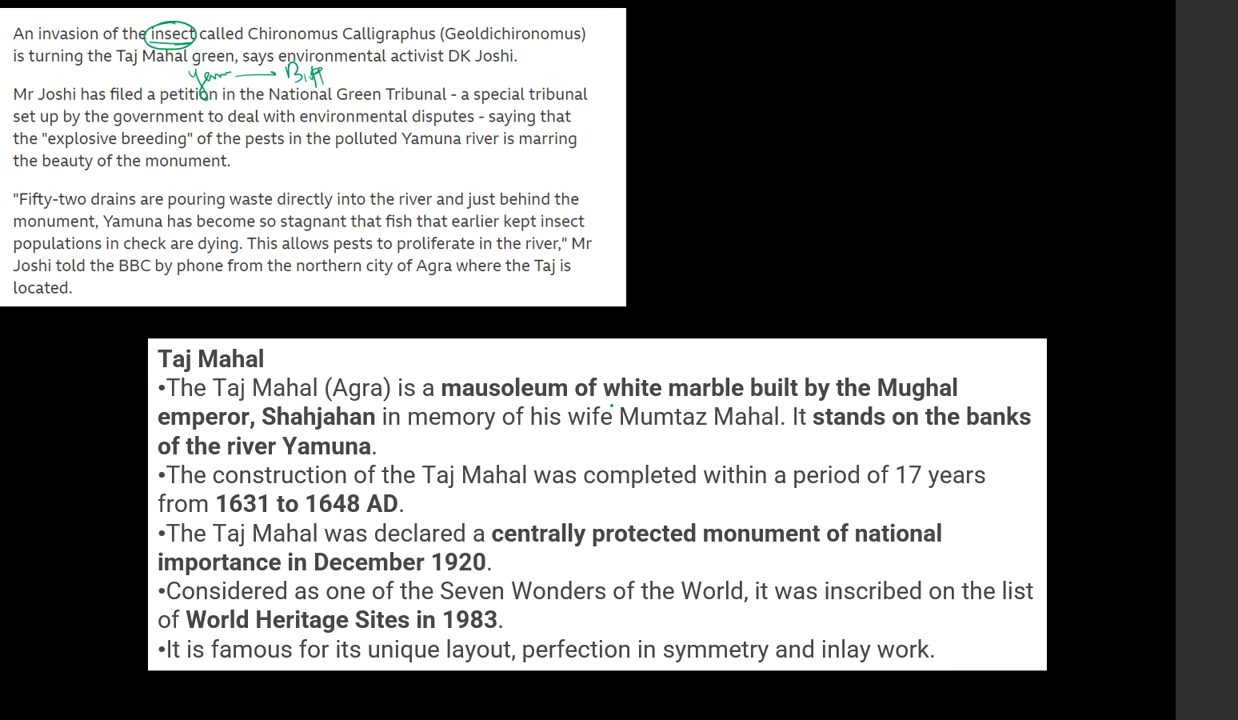 An invasion of the insect called Chironomus Calligraphus (Geoldichironomus)
is turning the Taj Mahal green, says environmental activist DK Joshi.
Mr Joshi has filed a petition in the National Green Tribunal - a special tribunal
set up by the government to deal with environmental disputes - saying that
the "explosive breeding" of the pests in the polluted Yamuna river is marring
the beauty of the monument.
"Fifty-two drains are pouring waste directly into the river and just behind the
monument, Yamuna has become so stagnant that fish that earlier kept insect
populations in check are dying. This allows pests to proliferate in the river," Mr
Joshi told the BBC by phone from the northern city of Agra where the Taj is
located.
Taj Mahal
•The Taj Mahal (Agra) is a mausoleum of white marble built by the Mughal
emperor, Shahjahan in memory of his wife Mumtaz Mahal. It stands on the banks
of the river Yamuna.
•The construction of the Taj Mahal was completed within a period of 17 years
from 1631 to 1648 AD.
•The Taj Mahal was declared a centrally protected monument of national
importance in December 1920.
•Considered as one of the Seven Wonders of the World, it was inscribed on the list
of World Heritage Sites in 1983.
•It is famous for its unique layout, perfection in symmetry and inlay work.